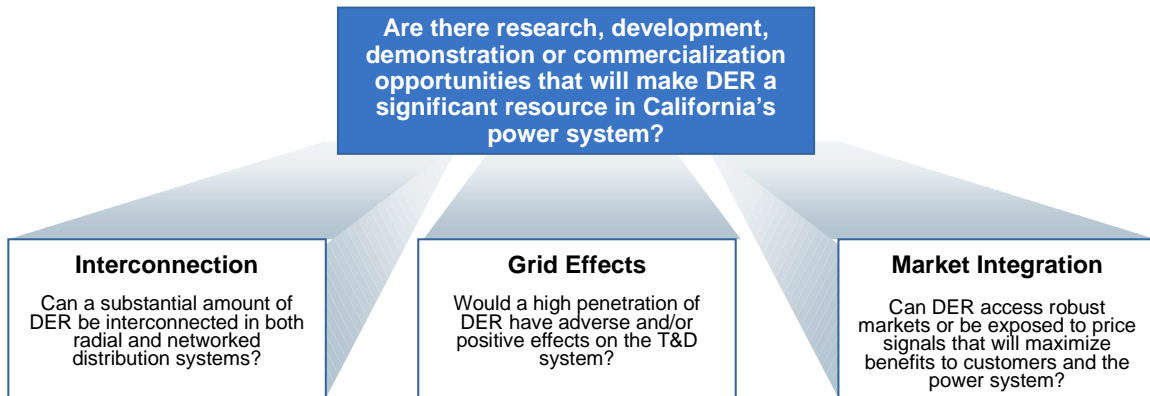 Are there research, development,
demonstration or commercialization
opportunities that will make DER a
significant resource in California's
power system?
Interconnection
Can a substantial amount of
DER be interconnected in both
radial and networked
distribution systems?
Grid Effects
Would a high penetration of
DER have adverse and/or
positive effects on the T&D
system?
Market Integration
Can DER access robust
markets or be exposed to price
signals that will maximize
benefits to customers and the
power system?